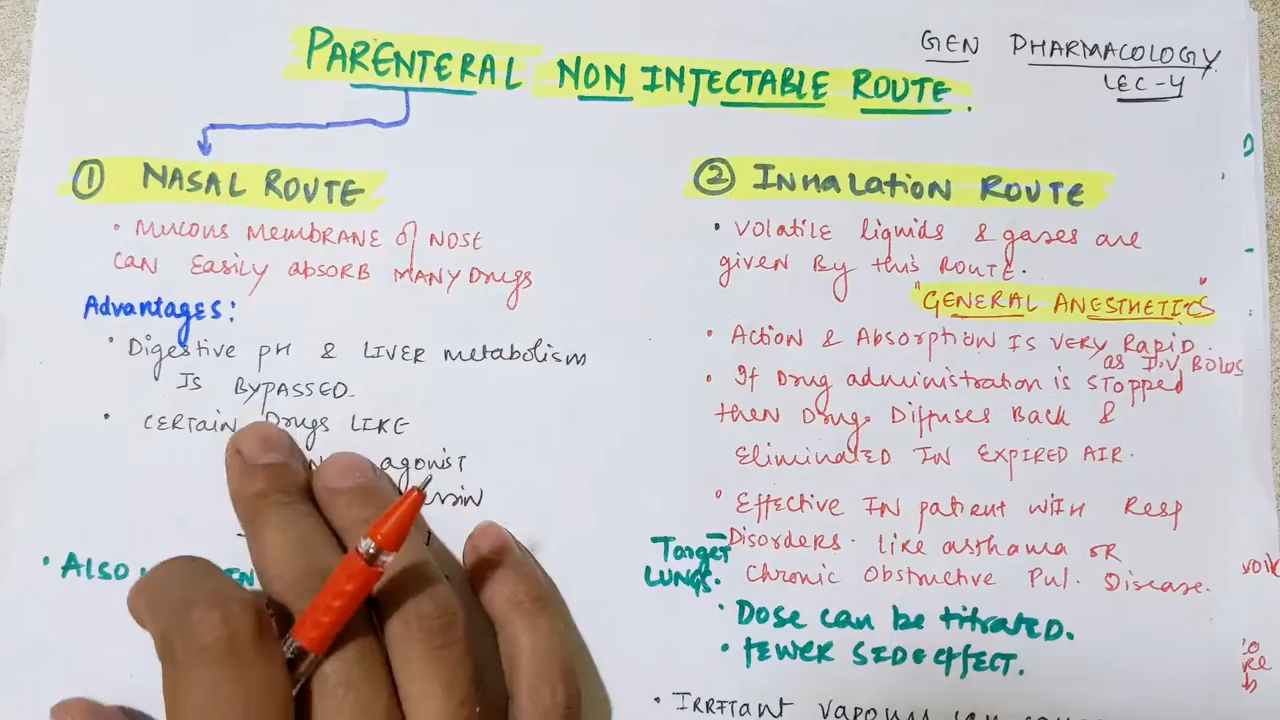 GEN PHARMACOLOGY
LEC-4
PARENTERAL NON INJECTABLE ROUTE.
① NASAL ROUTE
• Mucous membrane of NOSE
CAN Easily absorb MANY Drugs
Advantages:
• Digestive pH & LIVER metabolism
IS BYPASSED.
• CERTAIN Drugs LIKE
agonist
• ALSO
② INHALATION ROUTE
• Volatile liquids & gases are
given By this ROUTE.
"GENERAL ANESTHETICS"
• Action & Absorption IS VERY RAPID.
as I.V BOLUS
• If Drug administration is STOPPED
then Drugs Diffuses Back &
Eliminated IN EXPIRED AIR.
• Effective IN patient WITH Resp
Disorders. like asthama OR
Chronic Obstructive Pul. Disease.
Target
LUNGS.
• Dose can be titrated.
• FEWER SIDE EFFECT.
• IRRITANT vapours can